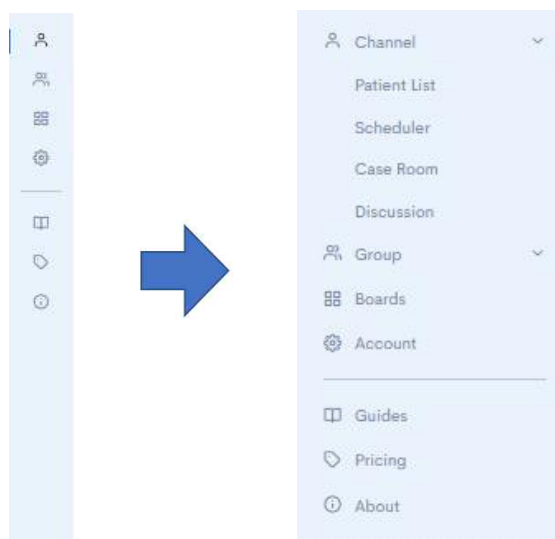 Channel
Patient List
Scheduler
Case Room
Discussion
Group
Boards
Account
Guides
Pricing
About